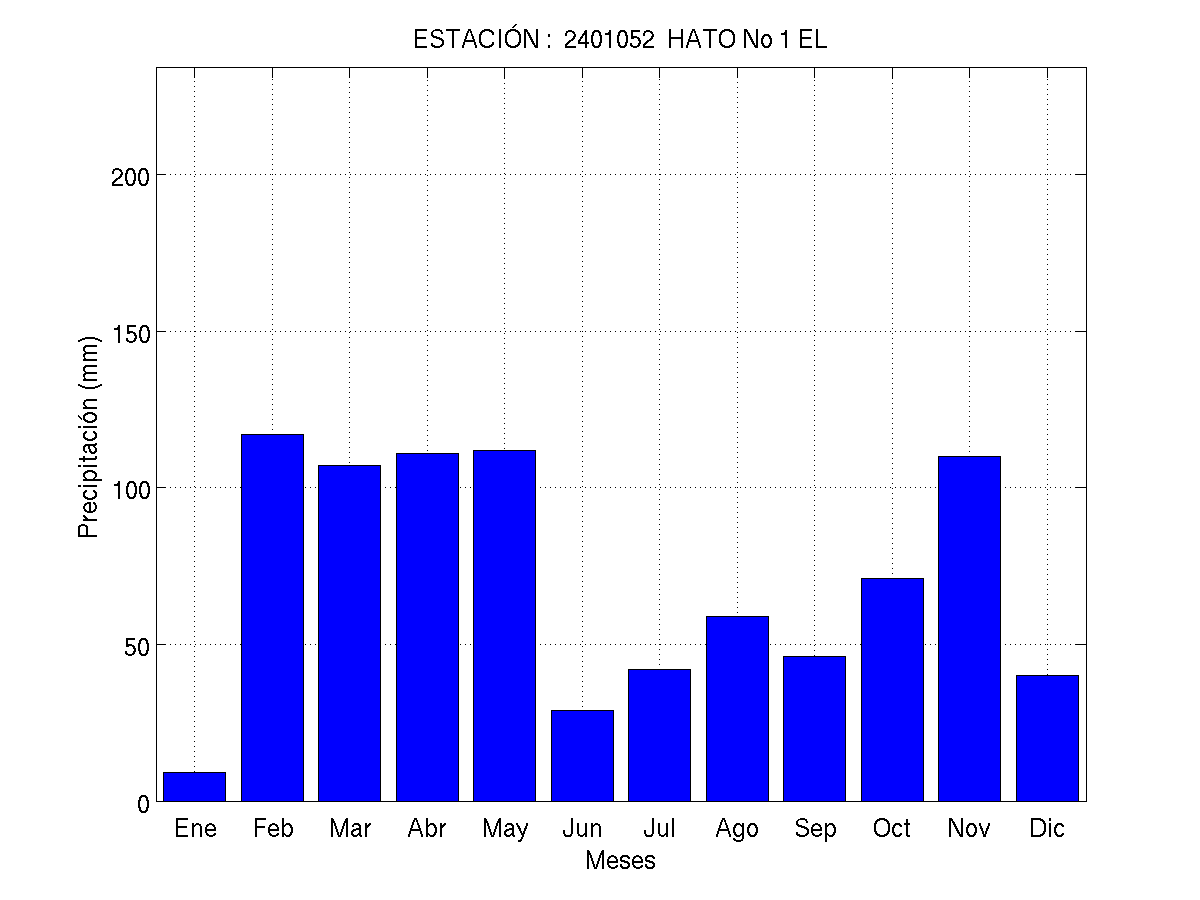 ESTACIÓN : 2401052 HATO No 1 EL
200
150
100
50
0
Precipitación (mm)
Ene Feb Mar Abr May Jun Jul Ago Sep Oct Nov Dic
Meses